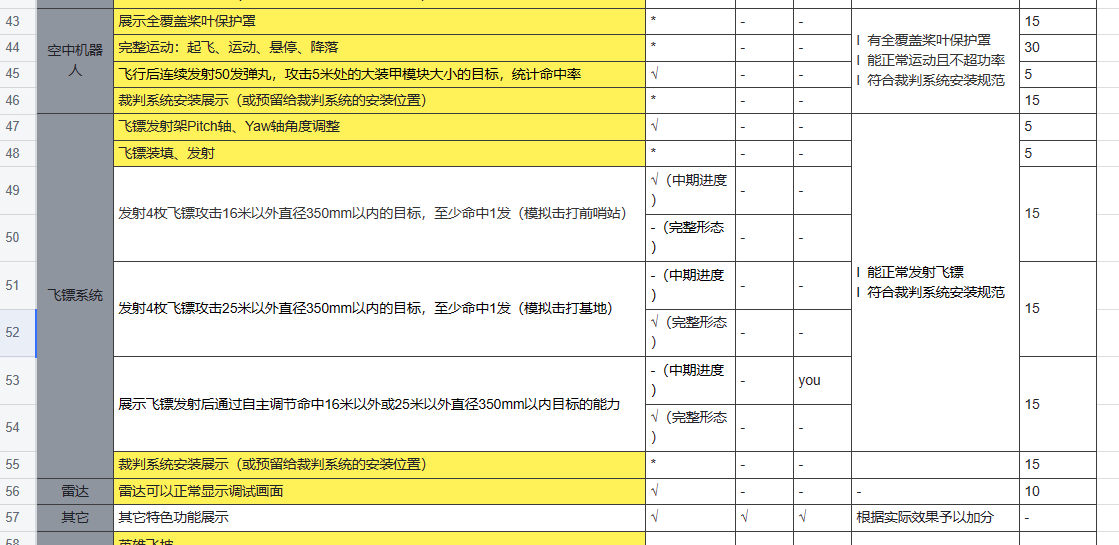 43 展示全覆盖桨叶保护罩 * - - 15
空中机器人
44 完整运动：起飞、运动、悬停、降落 * - - 30
l 有全覆盖桨叶保护罩
l 能正常运动且不超功率
l 符合裁判系统安装规范
45 飞行后连续发射50发弹丸，攻击5米处的大装甲模块大小的目标，统计命中率 √ - - 5
46 裁判系统安装展示（或预留给裁判系统的安装位置） * - - 15
47 飞镖发射架Pitch轴、Yaw轴角度调整 √ - - 5
48 飞镖装填、发射 * - - 5
49 √（中期进度） - -
发射4枚飞镖攻击16米以外直径350mm以内的目标，至少命中1发（模拟击打前哨站） 15
50 -（完整形态） - -
飞镖系统
l 能正常发射飞镖
l 符合裁判系统安装规范
51 -（中期进度） - -
发射4枚飞镖攻击25米以外直径350mm以内的目标，至少命中1发（模拟击打基地） 15
52 √（完整形态） - -
53 -（中期进度） - you
展示飞镖发射后通过自主调节命中16米以外或25米以外直径350mm以内目标的能力 15
54 √（完整形态） - -
55 裁判系统安装展示（或预留给裁判系统的安装位置） * - - 15
56 雷达 雷达可以正常显示调试画面 √ - - - 10
57 其它 其它特色功能展示 √ √ √ 根据实际效果予以加分 -